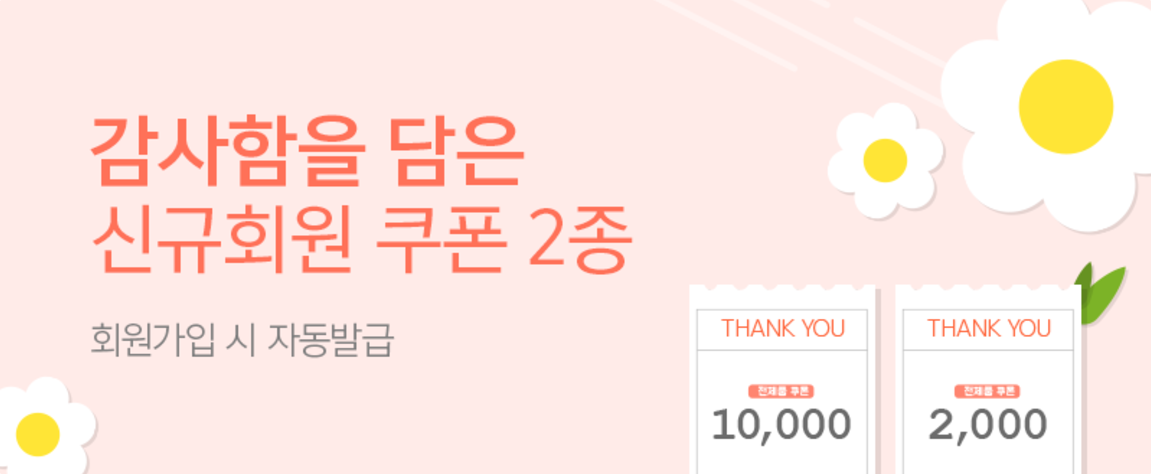 감사함을 담은
신규회원 쿠폰 2종
회원가입 시 자동발급
THANK YOU
전제품 쿠폰
10,000
THANK YOU
전제품 쿠폰
2,000